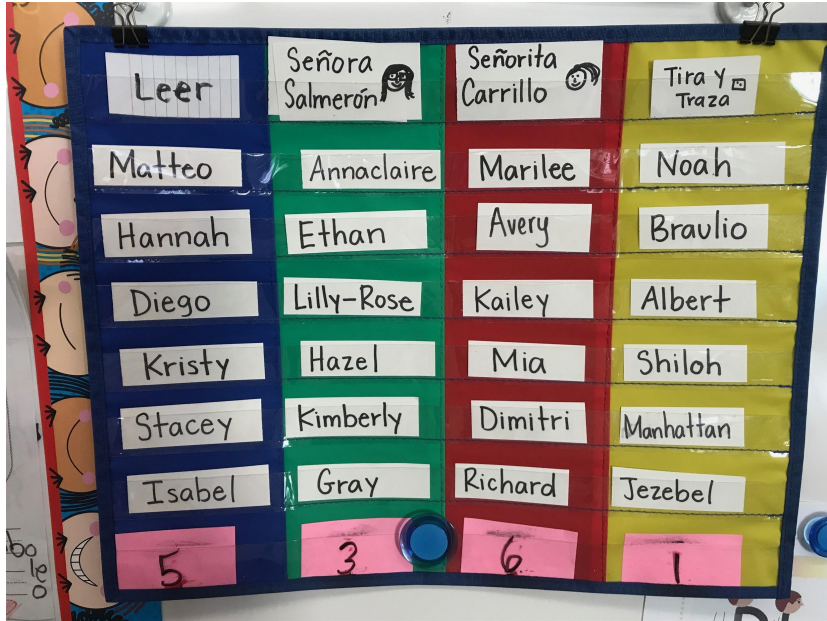 Leer
Señora
Salmerón
Señorita
Carrillo
Tira y
Traza
Matteo
Annaclaire
Marilee
Noah
Hannah
Ethan
Avery
Braulio
Diego
Lilly-Rose
Kailey
Albert
Kristy
Hazel
Mia
Shiloh
Stacey
Kimberly
Dimitri
Manhattan
Isabel
Gray
Richard
Jezebel
5
3
6
1